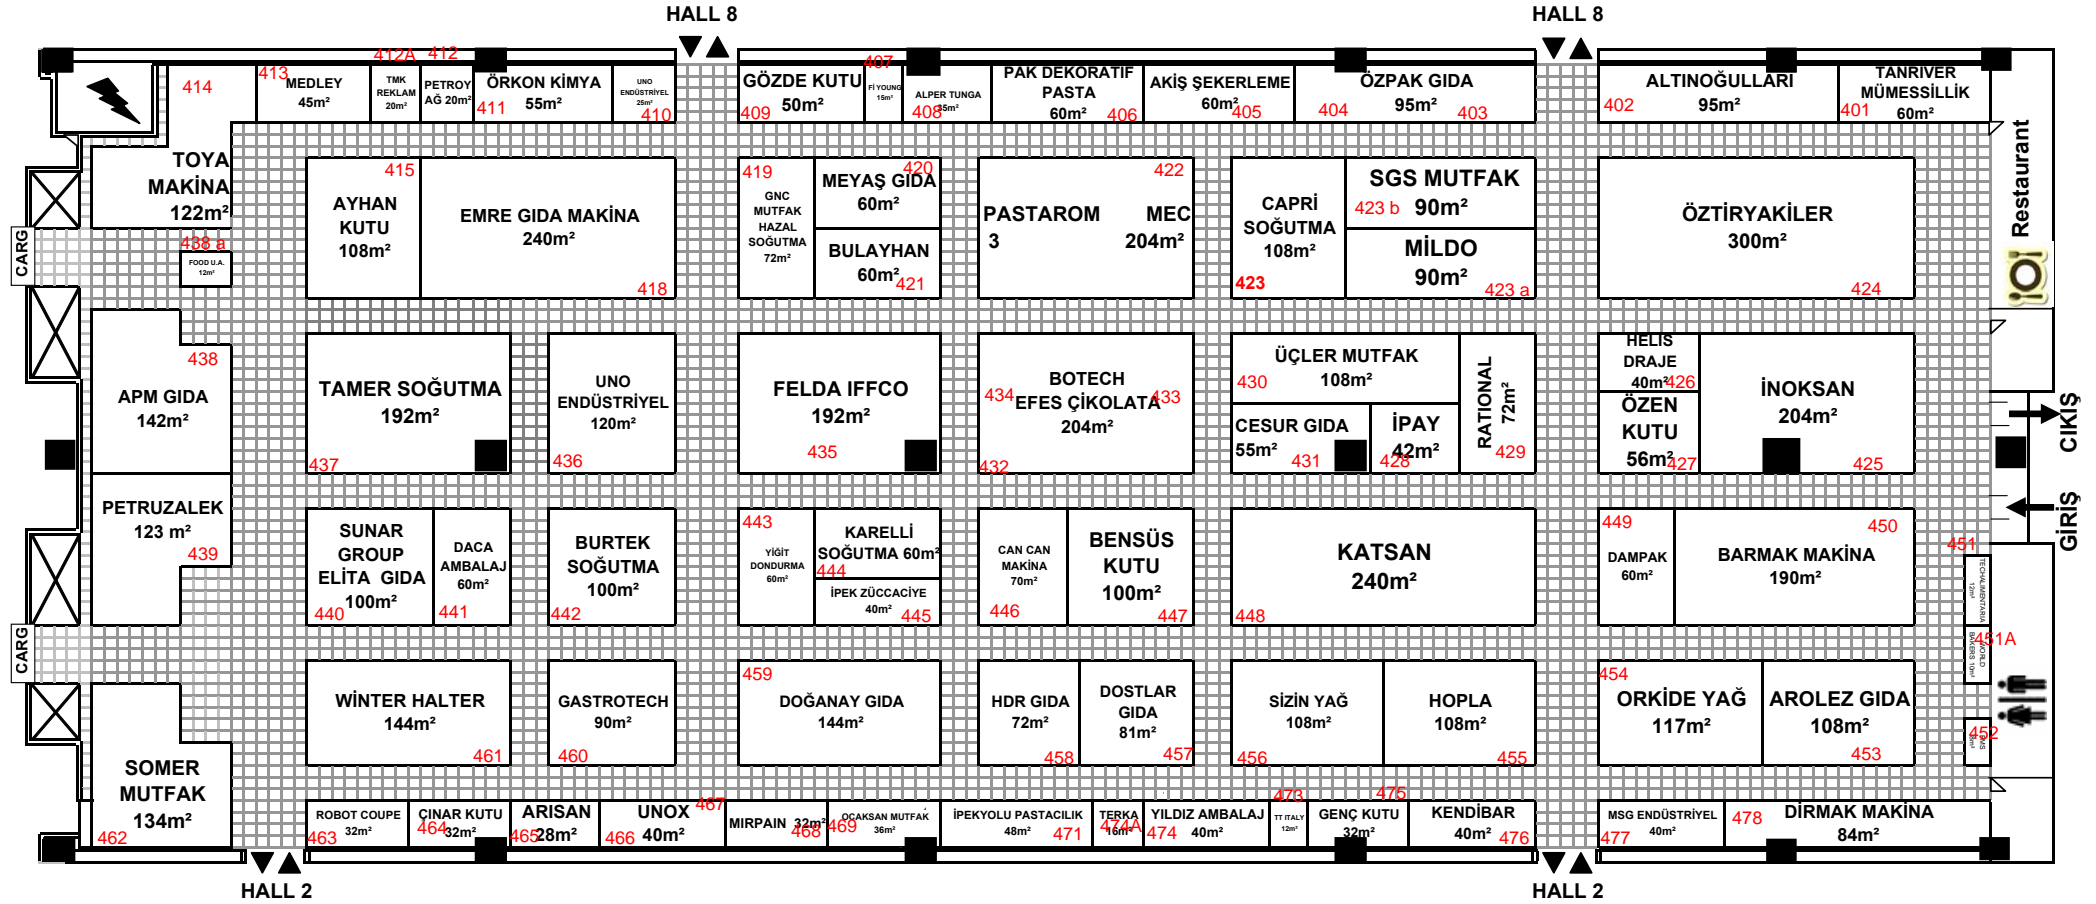 HALL 8
HALL 8
412A
412
407
413
414
MEDLEY
45m²
TMK
REKLAM
20m²
PETROY
AĞ 20m²
411
ÖRKON KİMYA
55m²
UNO
ENDÜSTRİYEL
25m²
410
GÖZDE KUTU
50m²
409
FİYOUNG
15m²
ALPER TUNGA
35m²
408
PAK DEKORATİF
PASTA
60m²
406
AKİŞ ŞEKERLEME
60m²
405
ÖZPAK GIDA
95m²
404
403
ALTINOĞULLARI
95m²
402
TANRIVER
MÜMESSİLLİK
60m²
401
Restaurant
TOYA
MAKİNA
122m²
438 a
FOOD U.A.
12m²
CARG
415
AYHAN
KUTU
108m²
EMRE GIDA MAKİNA
240m²
418
419
GNC
MUTFAK
HAZAL
SOĞUTMA
72m²
420
MEYAŞ GIDA
60m²
BULAYHAN
60m²
421
422
PASTAROM
3
MEC
204m²
CAPRİ
SOĞUTMA
108m²
423
SGS MUTFAK
423 b
90m²
MİLDO
90m²
423 a
ÖZTİRYAKİLER
300m²
424
438
APM GIDA
142m²
TAMER SOĞUTMA
192m²
437
UNO
ENDÜSTRİYEL
120m²
436
FELDA IFFCO
192m²
435
434
BOTECH
EFES ÇİKOLATA
433
204m²
432
ÜÇLER MUTFAK
430
108m²
CESUR GIDA
55m²
431
İPAY
42m²
428
RATIONAL
72m²
429
HELIS
DRAJE
40m²
426
ÖZEN
KUTU
56m²
427
İNOKSAN
204m²
425
CIKIŞ
GİRİŞ
PETRUZALEK
123 m²
439
CARG
SUNAR
GROUP
ELİTA GIDA
100m²
440
DACA
AMBALAJ
60m²
441
BURTEK
SOĞUTMA
100m²
442
443
YİĞİT
DONDURMA
60m²
KARELLİ
SOĞUTMA 60m²
444
İPEK ZÜCCACİYE
40m²
445
CAN CAN
MAKİNA
70m²
446
BENSÜS
KUTU
100m²
447
KATSAN
240m²
448
449
DAMPAK
60m²
450
BARMAK MAKİNA
190m²
451
TECHALIMENTARIA
12m²
451A
WORLD
BAKERS 10m²
452
SOMER
MUTFAK
134m²
462
WİNTER HALTER
144m²
461
GASTROTECH
90m²
460
459
DOĞANAY GIDA
144m²
HDR GIDA
72m²
458
DOSTLAR
GIDA
81m²
457
SİZİN YAĞ
108m²
456
HOPLA
108m²
455
454
ORKİDE YAĞ
117m²
AROLEZ GIDA
108m²
453
ROBOT COUPE
32m²
463
ÇINAR KUTU
464
32m²
ARISAN
465
28m²
UNOX
466
40m²
467
MIRPAIN 32m²
468
469
OCAKSAN MUTFAK
36m²
İPEKYOLU PASTACILIK
48m²
471
TERKA
16m²
474A
YILDIZ AMBALAJ
474
40m²
473
TT ITALY
12m²
475
GENÇ KUTU
32m²
KENDİBAR
40m²
476
MSG ENDÜSTRİYEL
40m²
477
478
DİRMAK MAKİNA
84m²
HALL 2
HALL 2